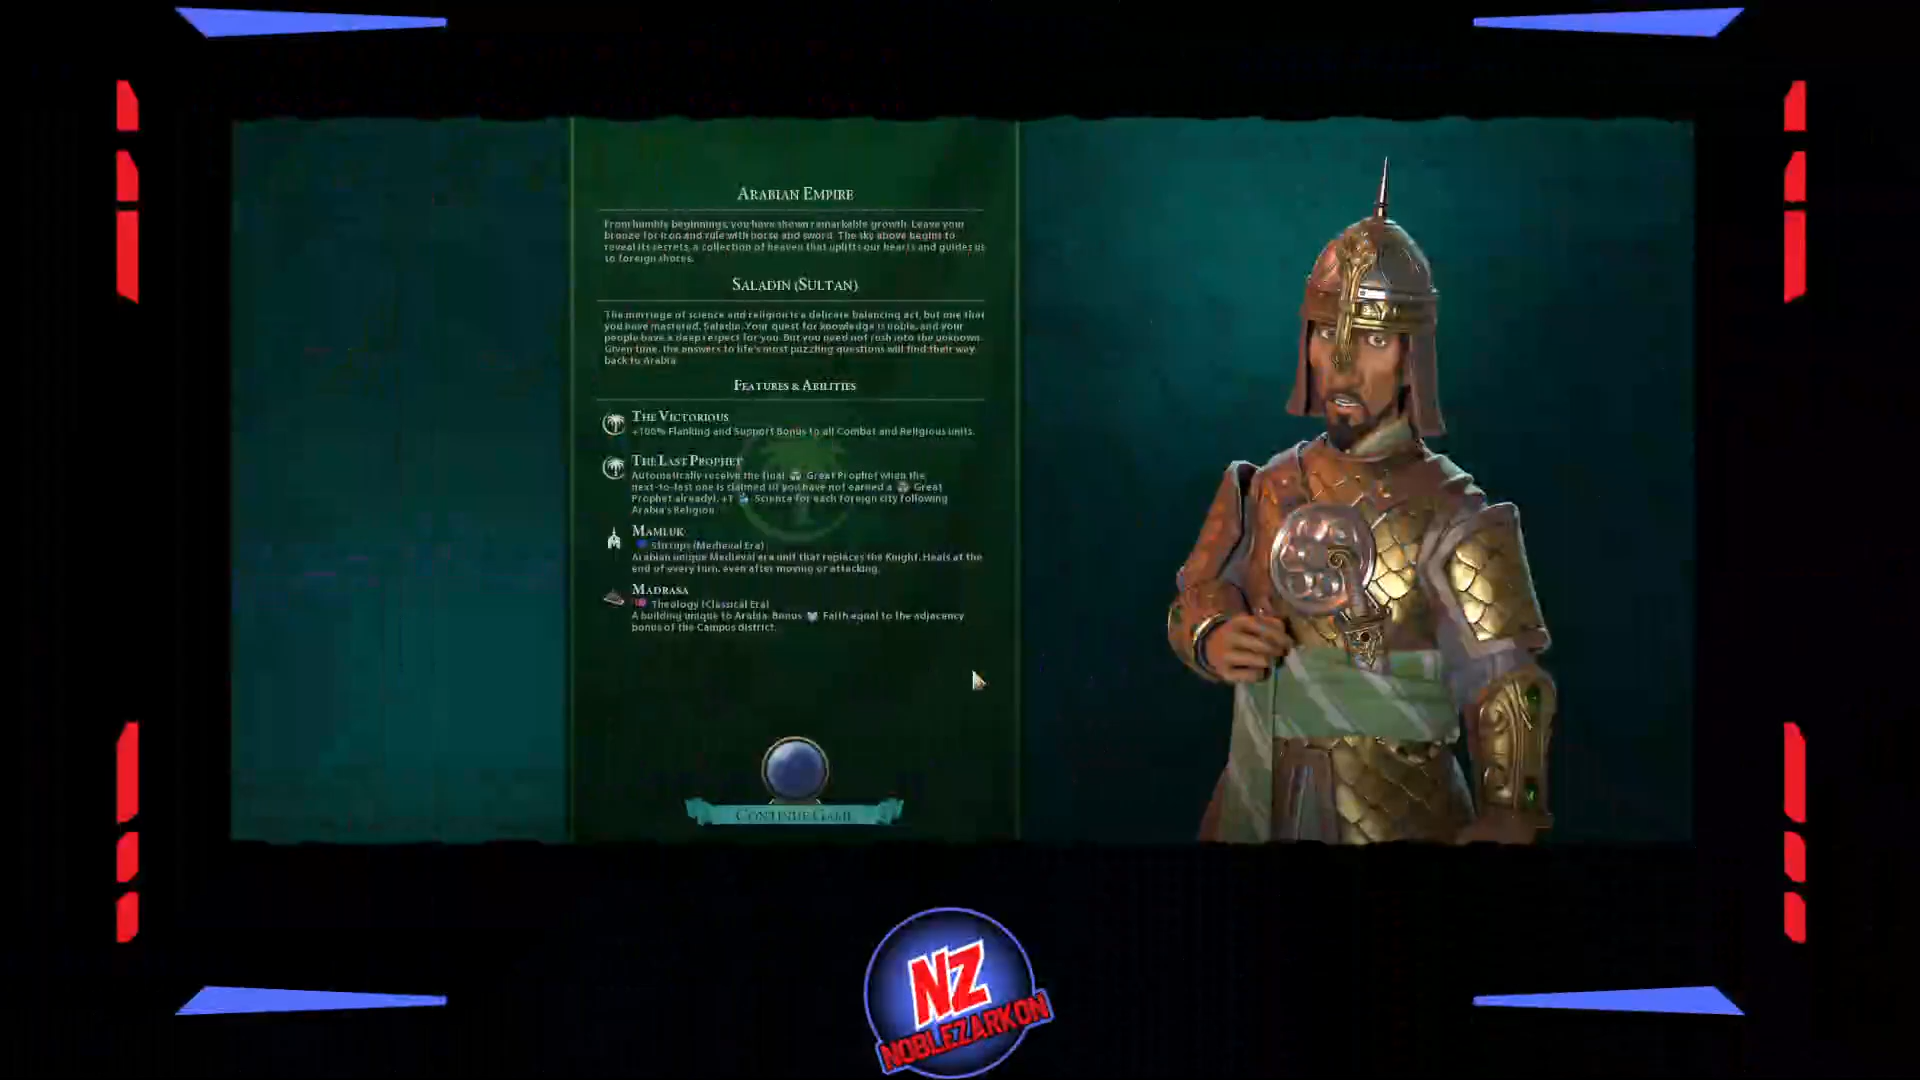 ARABIAN EMPIRE
From humble beginnings, you have shown remarkable growth. Leave your
bronze for iron and rule with horse and sword. The sky above begins to
reveal its secrets, a collection of heaven that uplifts our hearts and guides us
to foreign shores.
SALADIN (SULTAN)
The marriage of science and religion is a delicate balancing act, but one that
you have mastered, Saladin. Your quest for knowledge is noble, and your
people have a deep respect for you. But you need not rush into the unknown.
Given time, the answers to life's most puzzling questions will find their way
back to Arabia.
FEATURES & ABILITIES
THE VICTORIOUS
+100% Flanking and Support Bonus to all Combat and Religious units.
THE LAST PROPHET
Automatically receive the final Great Prophet when the
next-to-last one is claimed (if you have not earned a Great
Prophet already). +1 Science for each foreign city following
Arabia's Religion.
MAMLUK
Stirrups (Medieval Era)
Arabian unique Medieval era unit that replaces the Knight. Heals at the
end of every turn, even after moving or attacking.
MADRASA
Theology (Classical Era)
A building unique to Arabia. Bonus Faith equal to the adjacency
bonus of the Campus district.
CONTINUE GAME
NZ
NOBLEZARKON